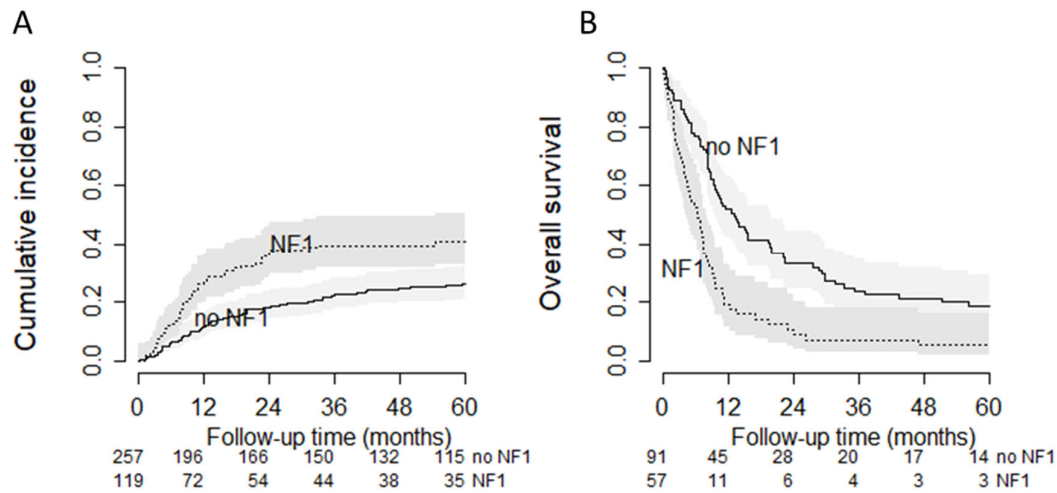 A
Cumulative incidence
0.0 0.2 0.4 0.6 0.8 1.0
NF1
no NF1
0 12 24 36 48 60
Follow-up time (months)
257 196 166 150 132 115 no NF1
119 72 54 44 38 35 NF1
B
Overall survival
0.0 0.2 0.4 0.6 0.8 1.0
no NF1
NF1
0 12 24 36 48 60
Follow-up time (months)
91 45 28 20 17 14 no NF1
57 11 6 4 3 3 NF1